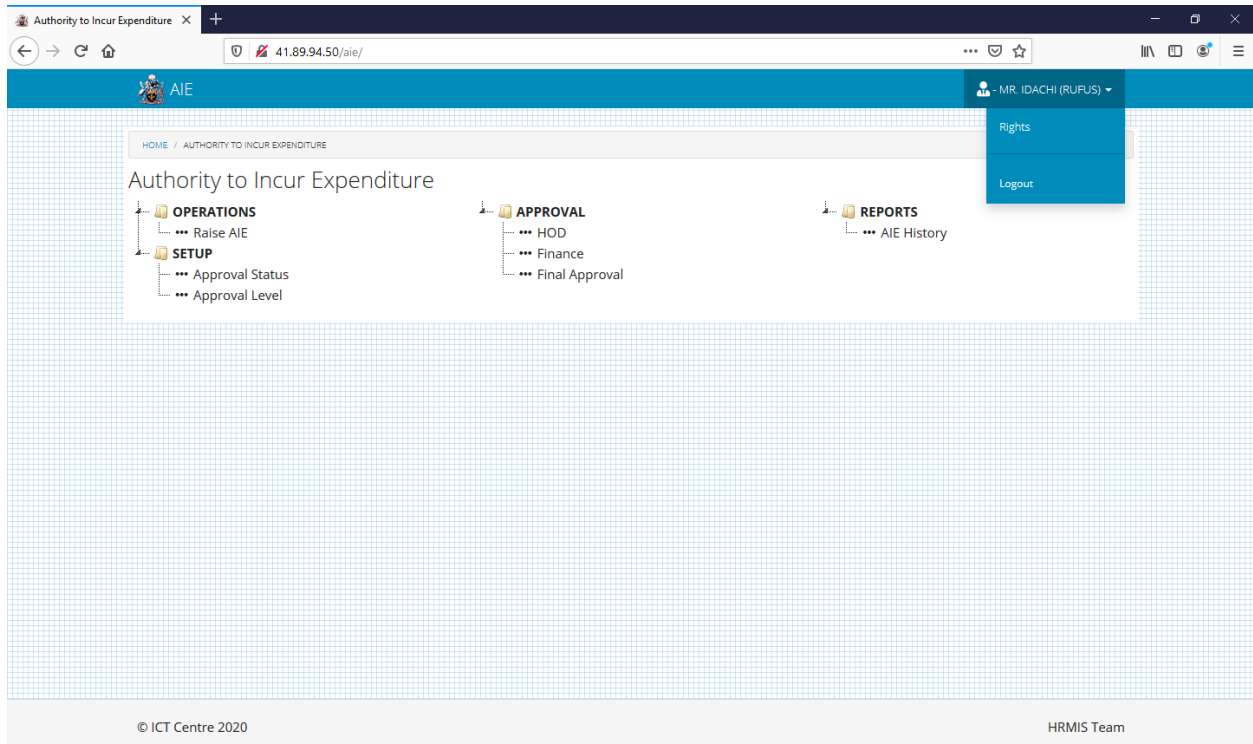 Authority to Incur Expenditure
41.89.94.50/aie/
AIE
- MR. IDACHI (RUFUS)
Rights
Logout
HOME / AUTHORITY TO INCUR EXPENDITURE
Authority to Incur Expenditure
OPERATIONS
••• Raise AIE
SETUP
••• Approval Status
••• Approval Level
APPROVAL
••• HOD
••• Finance
••• Final Approval
REPORTS
••• AIE History
© ICT Centre 2020
HRMIS Team